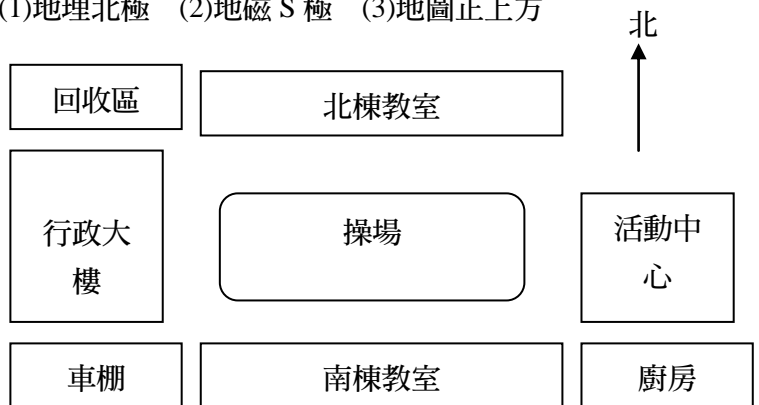 (1)地理北極 (2)地磁 S 極 (3)地圖正上方
北
回收區
北棟教室
行政大
樓
操場
活動中
心
車棚
南棟教室
廚房